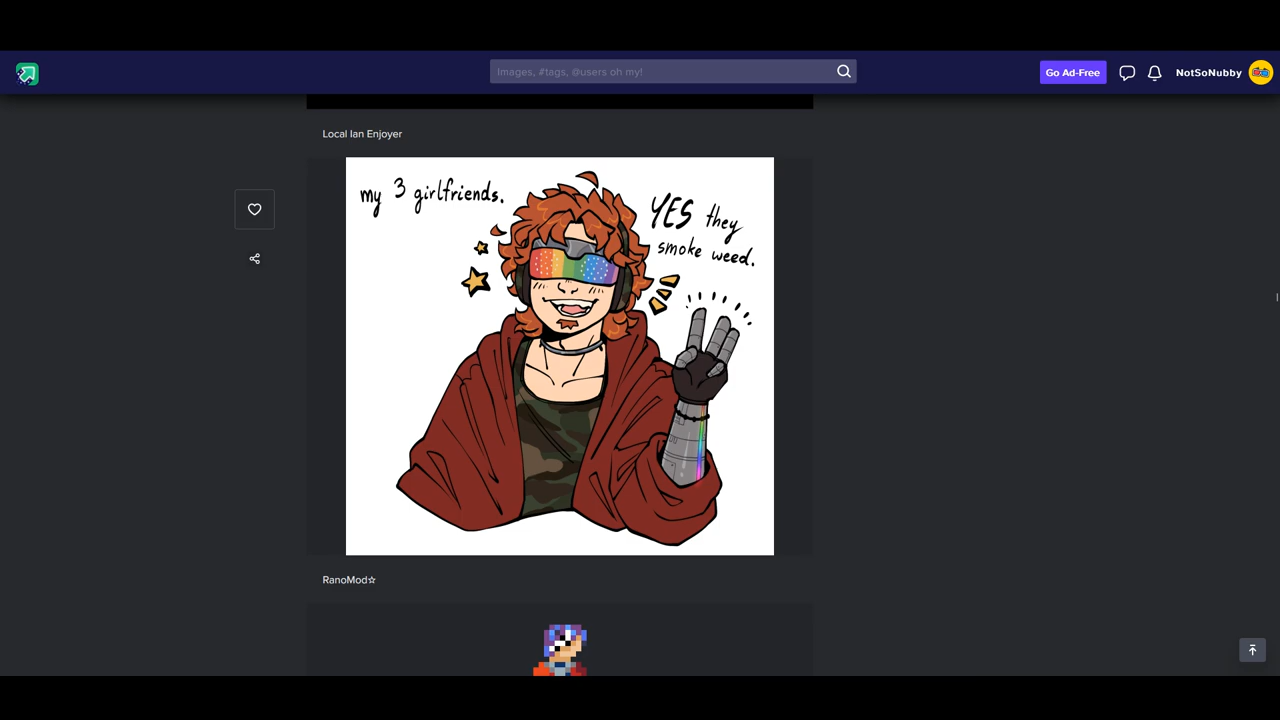 Images, #tags, @users oh my!
Go Ad-Free
NotSoNubby
Local Ian Enjoyer
my 3 girlfriends.
YES they
smoke weed.
RanoMod☆